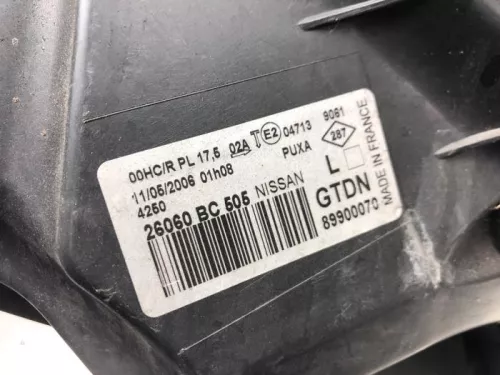 00HC/R PL 17,5 02A T E2 04713 9061
11/05/2006 01h08 PUXA 287
4250 L
26060 BC 505 NISSAN GTDN
89900070
MADE IN FRANCE